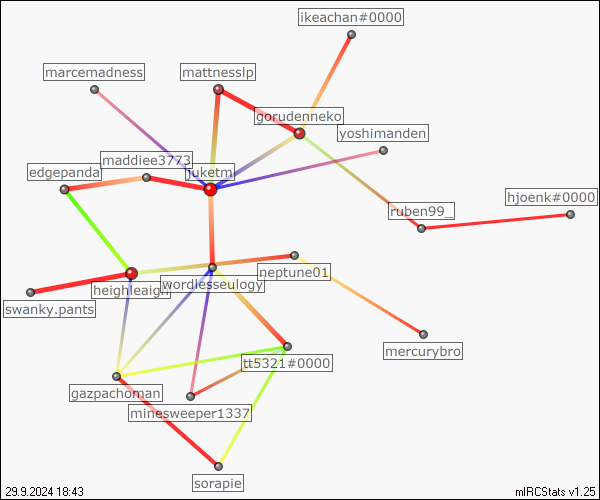 ikeachan#0000
marcemadness
mattnesslp
gorudenneko
yoshimanden
maddiee3773
edgepanda
juketm
hjoenk#0000
ruben99_
neptune01
wordlesseulogy
heighleaigh
swanky.pants
mercurybro
tt5321#0000
gazpachoman
minesweeper1337
sorapie
29.9.2024 18:43
mIRCStats v1.25